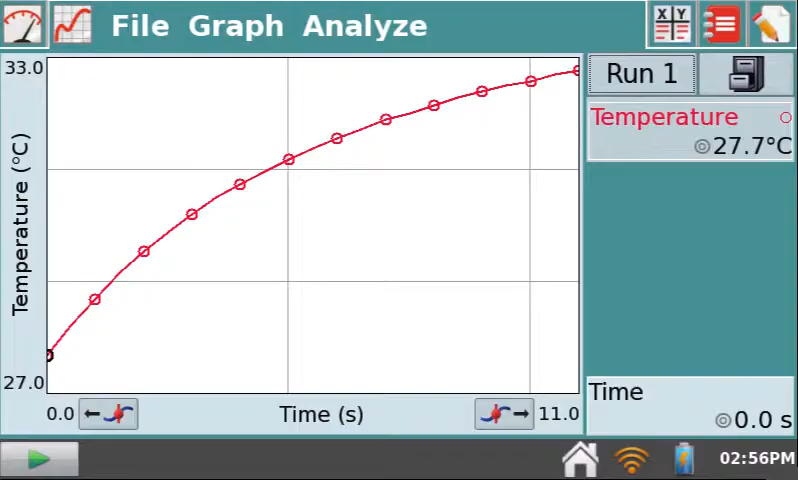 File Graph Analyze
X Y
33.0
Temperature (°C)
27.0
0.0
Time (s)
11.0
Run 1
Temperature
27.7°C
Time
0.0 s
02:56PM